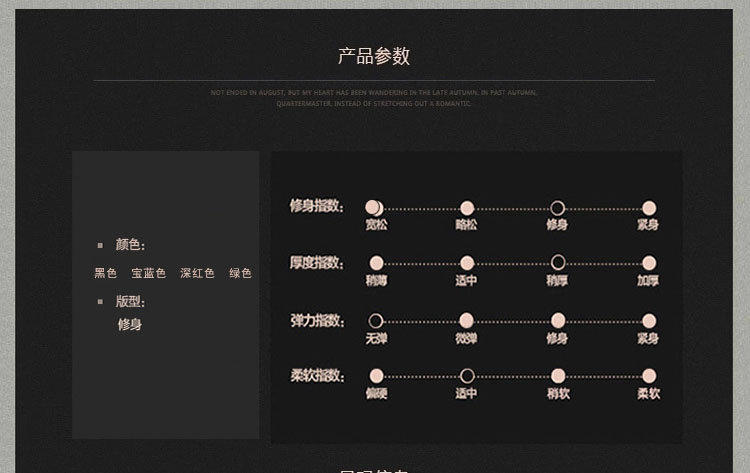 产品参数
NOT ENDED IN AUGUST, BUT MY HEART HAS BEEN WANDERING IN THE LATE AUTUMN, IN PAST AUTUMN,
QUARTERMASTER, INSTEAD OF STRETCHING OUT A ROMANTIC.
颜色:
黑色 宝蓝色 深红色 绿色
版型:
修身
修身指数:
宽松 略松 修身 紧身
厚度指数:
稍薄 适中 稍厚 加厚
弹力指数:
无弹 微弹 修身 紧身
柔软指数:
偏硬 适中 稍软 柔软